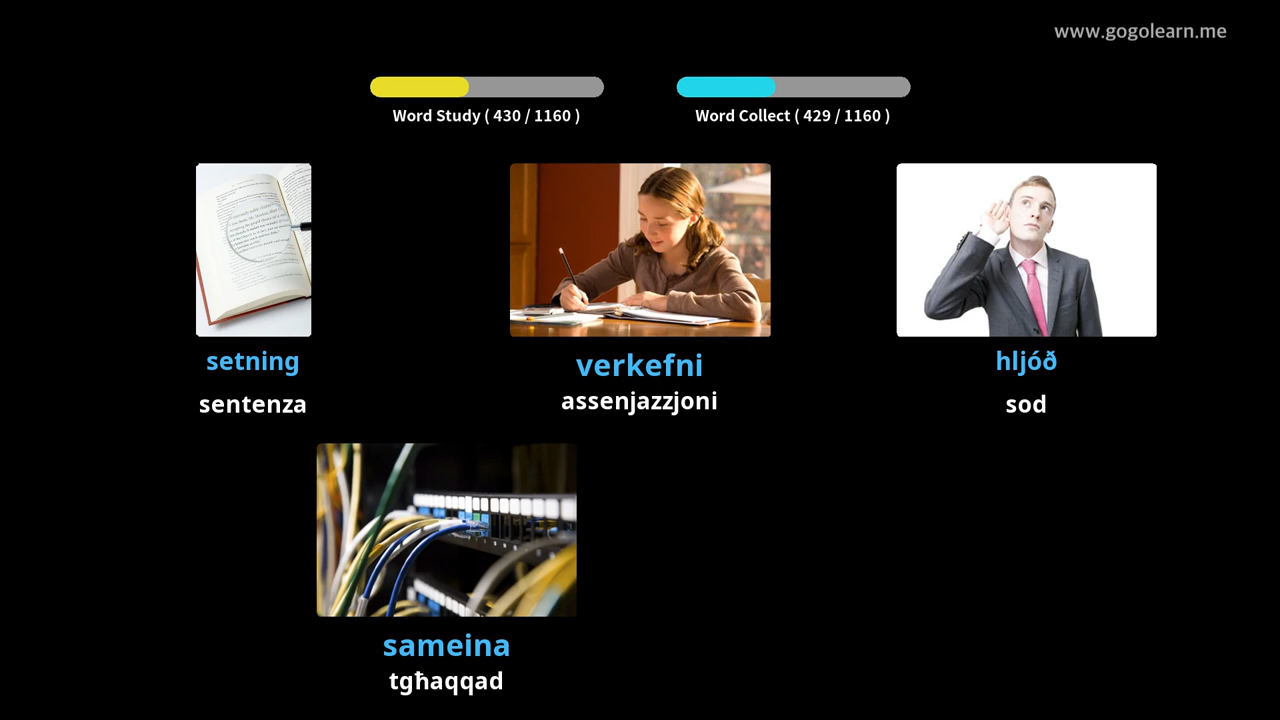 www.gogolearn.me
Word Study ( 430 / 1160 )
Word Collect ( 429 / 1160 )
setning
sentenza
verkefni
assenjazzjoni
hljóð
sod
sameina
tgħaqqad